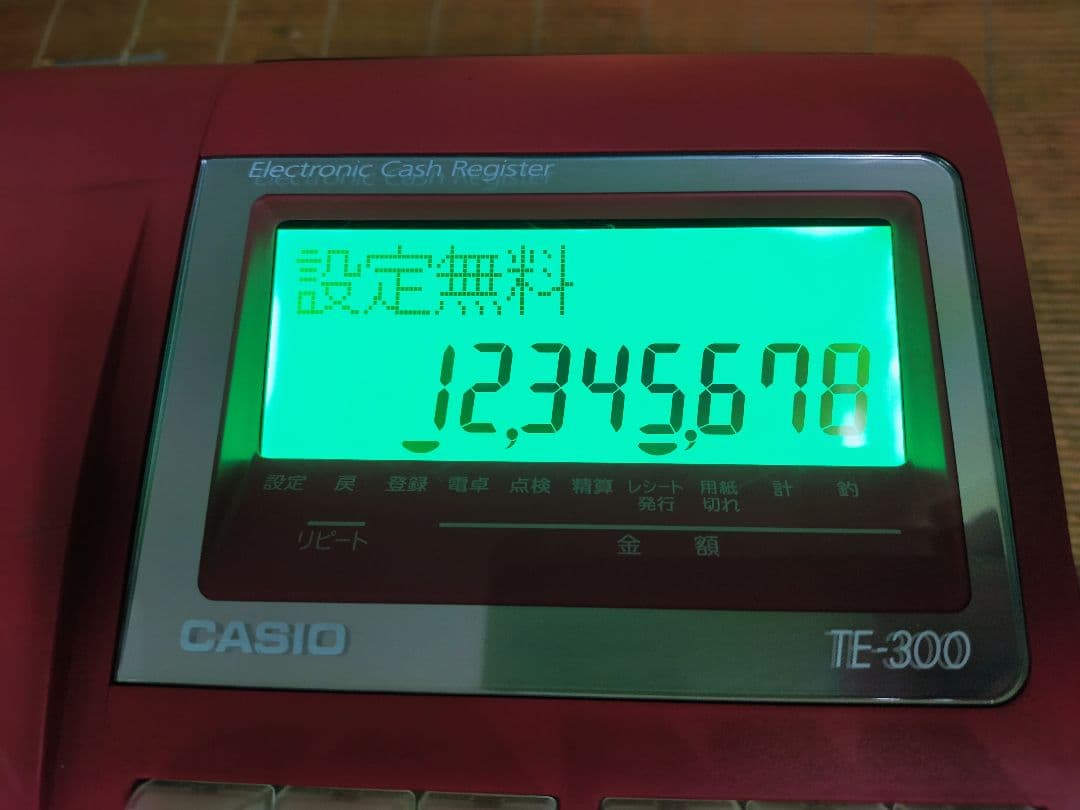 Electronic Cash Register
設定無料
12,345,678
設定 戻 登録 電卓 点検 精算 レシート発行 用紙切れ 計 釣
リピート 金額
CASIO TE-300